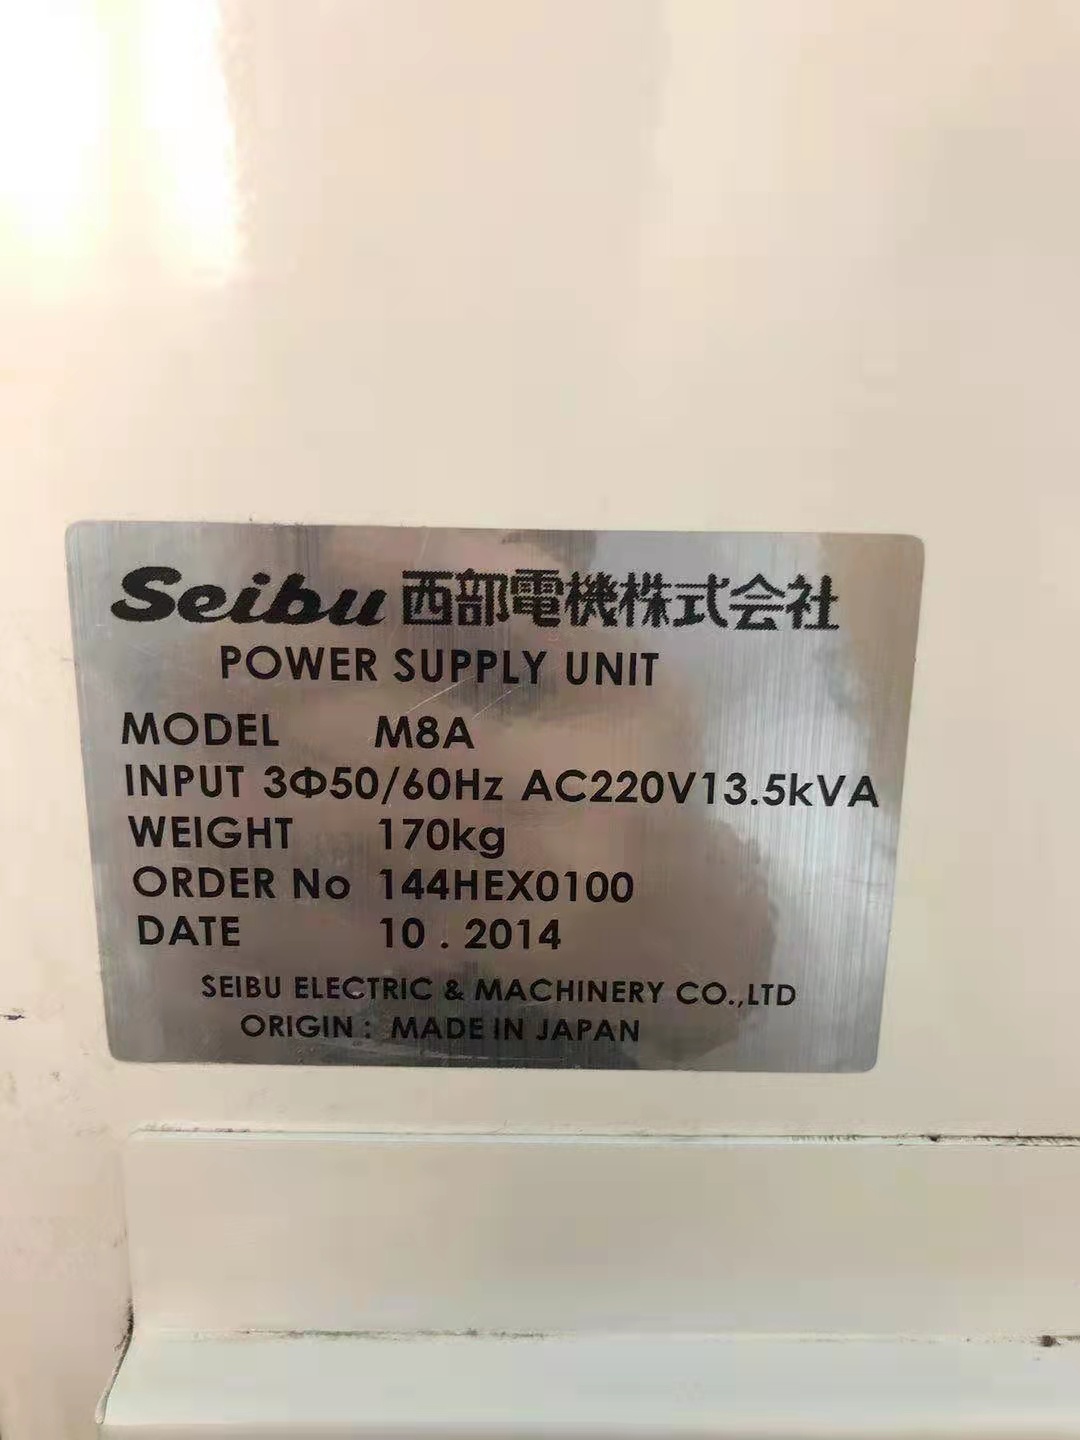 Seibu 西部電機株式会社
POWER SUPPLY UNIT
MODEL M8A
INPUT 3Φ50/60Hz AC220V13.5kVA
WEIGHT 170kg
ORDER No 144HEX0100
DATE 10 . 2014
SEIBU ELECTRIC & MACHINERY CO.,LTD
ORIGIN : MADE IN JAPAN